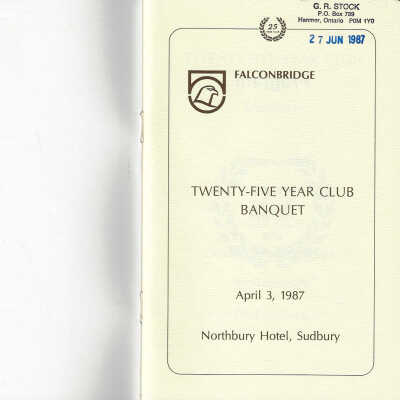 G. R. STOCK
P.O. Box 789
Hanmer, Ontario P0M 1Y0
27 JUN 1987
25
FALCONBRIDGE
TWENTY-FIVE YEAR CLUB
BANQUET
April 3, 1987
Northbury Hotel, Sudbury